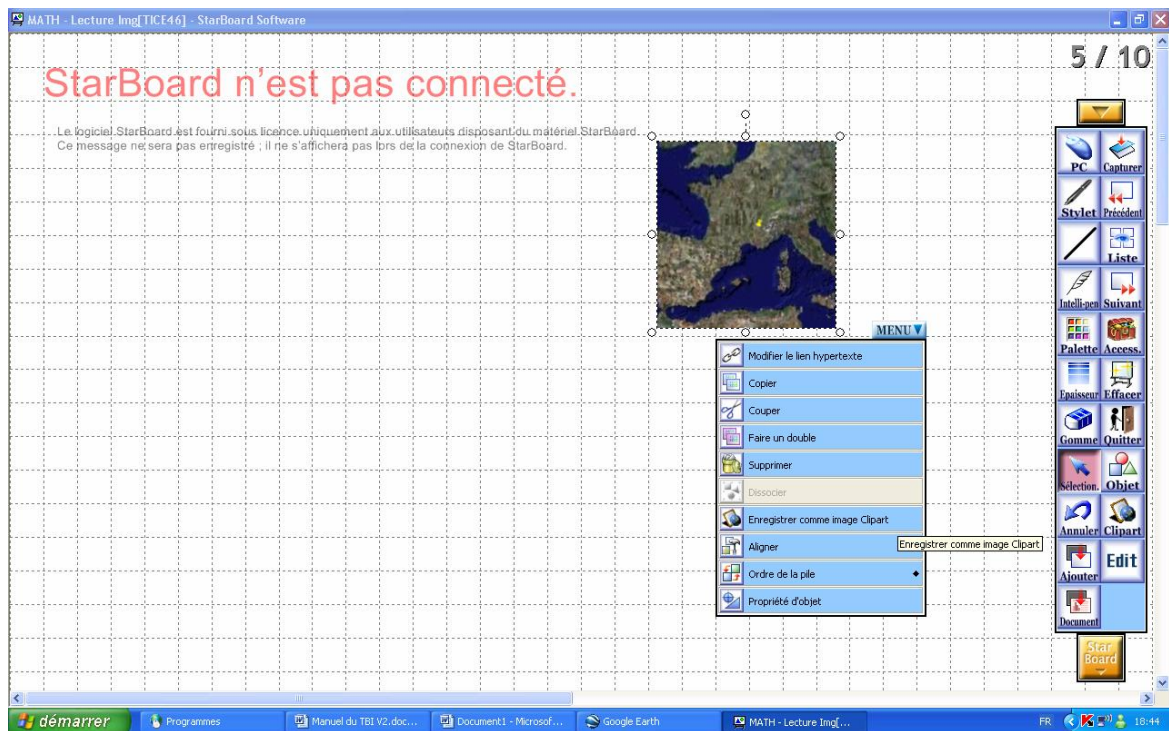 MATH - Lecture Img[TICE46] - StarBoard Software
5 / 10
StarBoard n'est pas connecté.
Le logiciel StarBoard est fourni sous licence uniquement aux utilisateurs disposant du matériel StarBoard.
Ce message ne sera pas enregistré ; il ne s'affichera pas lors de la connexion de StarBoard.
PC
Capturer
Stylet
Précédent
Liste
Intelli-pen
Suivant
Palette
Access.
Epaisseur
Effacer
Gomme
Quitter
Sélection.
Objet
Annuler
Clipart
Ajouter
Edit
Document
Star
Board
MENU
Modifier le lien hypertexte
Copier
Couper
Faire un double
Supprimer
Dissocier
Enregistrer comme image Clipart
Enregistrer comme image Clipart
Aligner
Ordre de la pile
Propriété d'objet
démarrer
Programmes
Manuel du TBI V2.doc...
Document1 - Microsof...
Google Earth
MATH - Lecture Img[...
FR
18:44